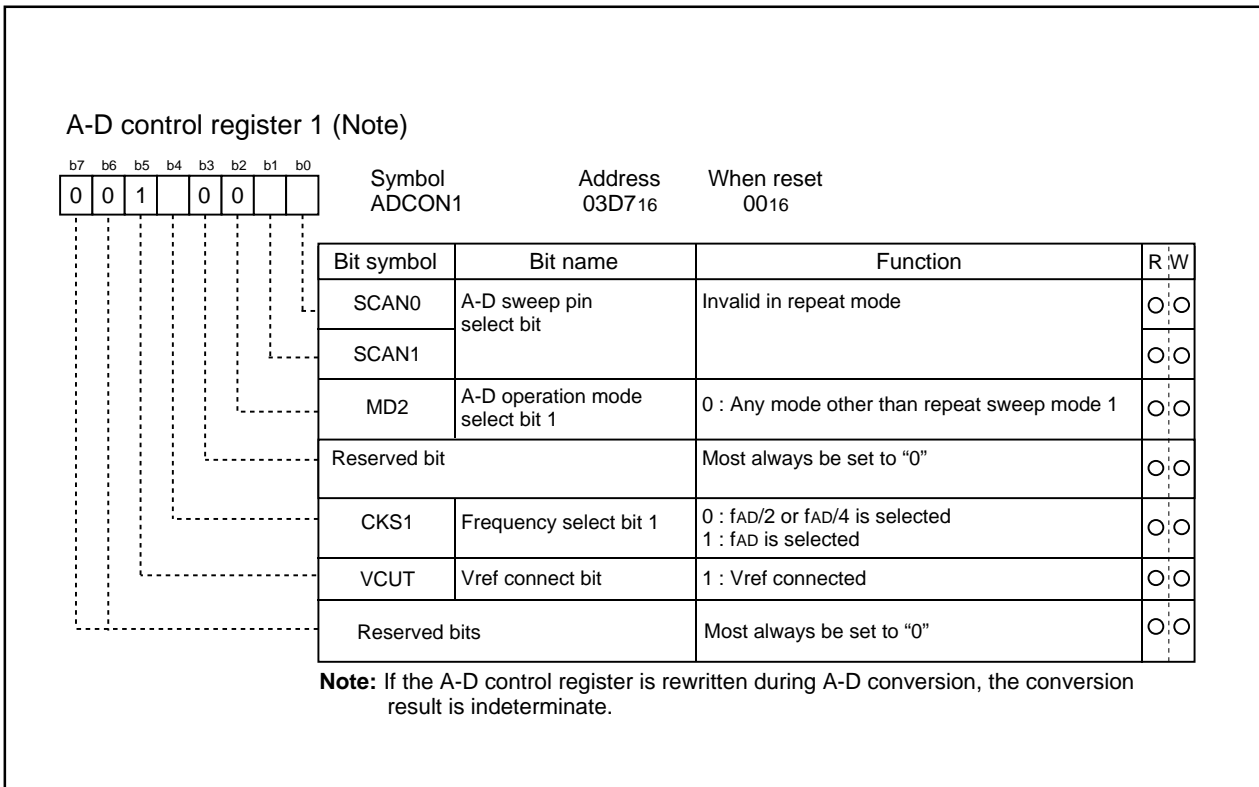 A-D control register 1 (Note)
b7 b6 b5 b4 b3 b2 b1 b0
0 0 1 0 0
Symbol Address When reset
ADCON1 03D716 0016
Bit symbol Bit name Function R W
SCAN0 A-D sweep pin select bit Invalid in repeat mode
SCAN1
MD2 A-D operation mode select bit 1 0 : Any mode other than repeat sweep mode 1
Reserved bit Most always be set to “0”
CKS1 Frequency select bit 1 0 : fAD/2 or fAD/4 is selected
1 : fAD is selected
VCUT Vref connect bit 1 : Vref connected
Reserved bits Most always be set to “0”
Note: If the A-D control register is rewritten during A-D conversion, the conversion
result is indeterminate.